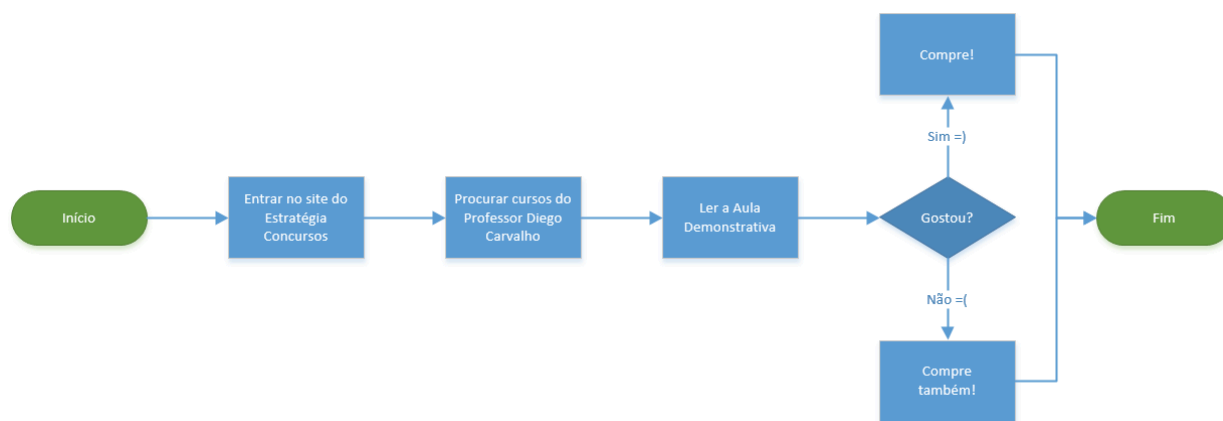 Início
Entrar no site do
Estratégia
Concursos
Procurar cursos do
Professor Diego
Carvalho
Ler a Aula
Demonstrativa
Gostou?
Sim =)
Compre!
Não =(
Compre
também!
Fim